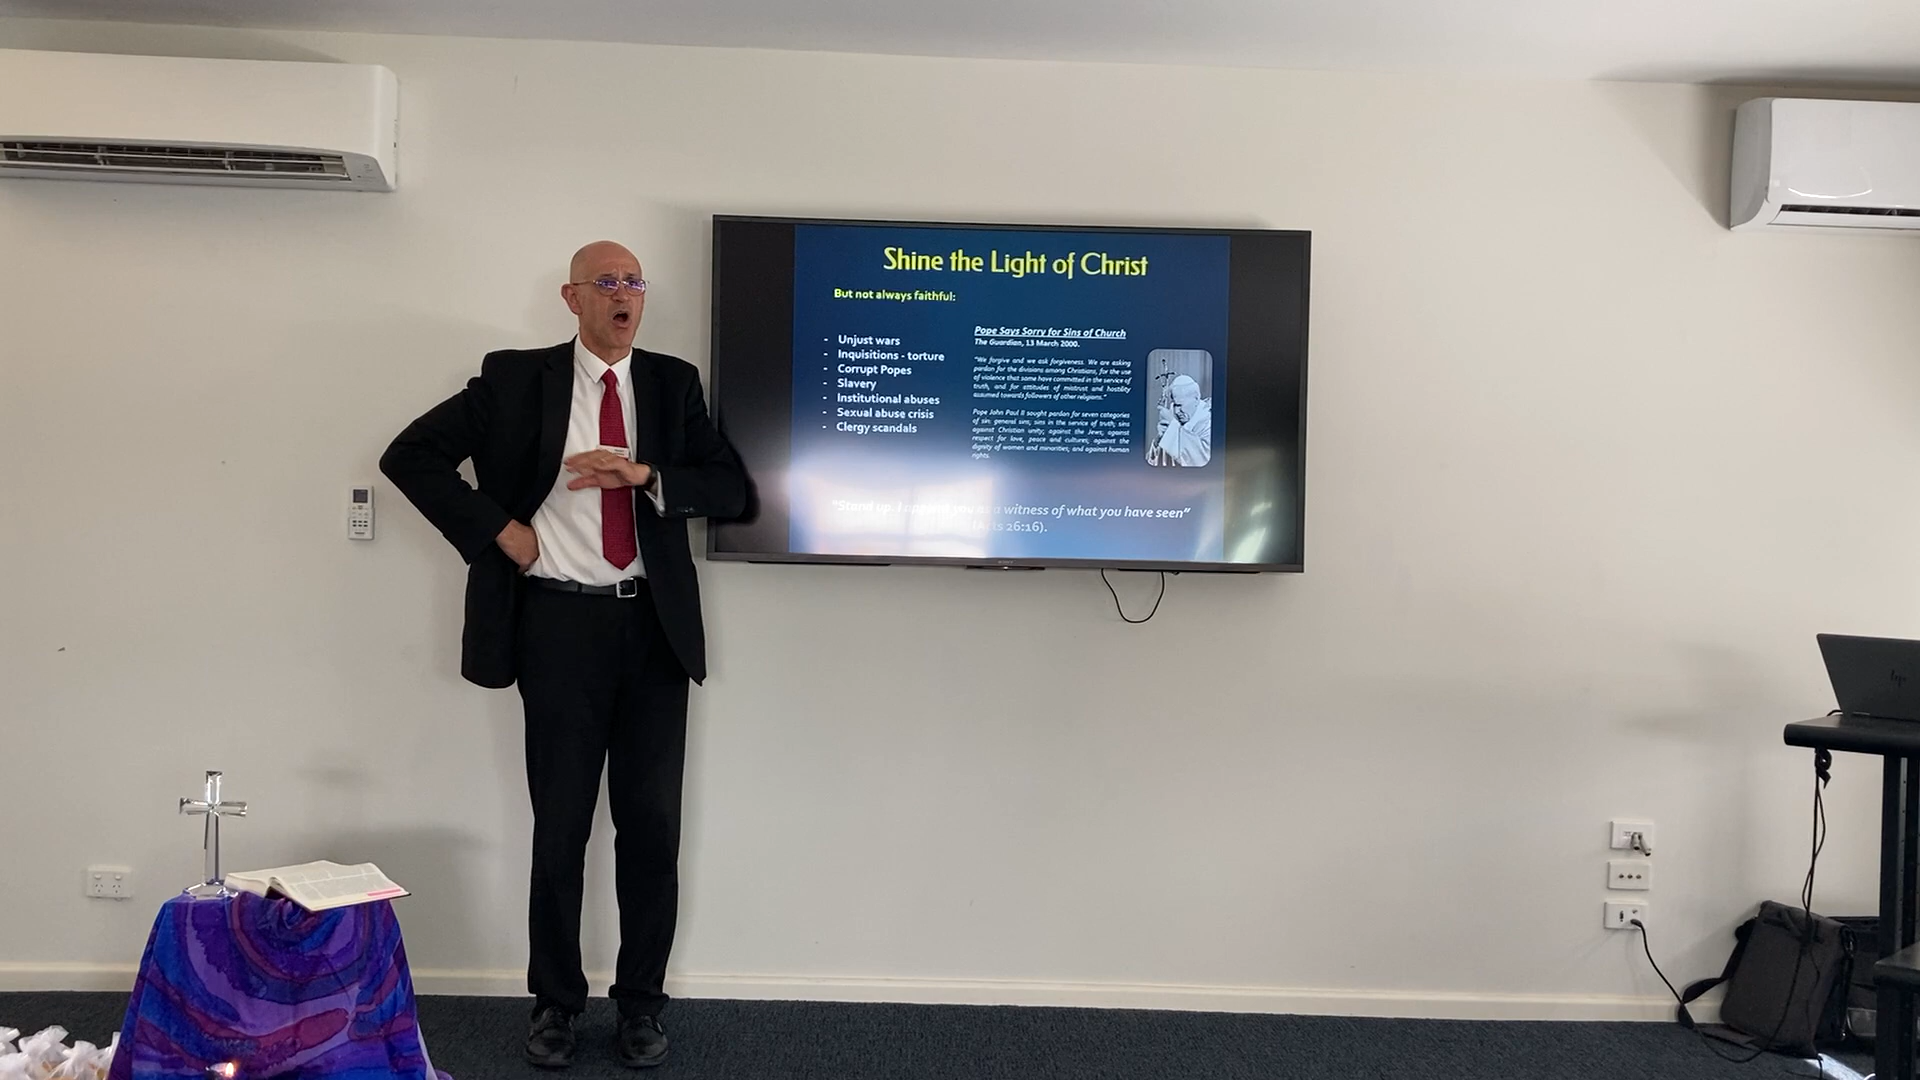 Shine the Light of Christ
But not always faithful:
- Unjust wars
- Inquisitions - torture
- Corrupt Popes
- Slavery
- Institutional abuses
- Sexual abuse crisis
- Clergy scandals
Pope Says Sorry for Sins of Church
The Guardian, 13 March 2000.
"We forgive and we ask forgiveness. We are asking
pardon for the divisions among Christians, for the use
of violence that some have committed in the service of
truth, and for attitudes of mistrust and hostility
assumed towards followers of other religions."
Pope John Paul II sought pardon for seven categories
of sin: general sins; sins in the service of truth; sins
against Christian unity; against the Jews; against
respect for love, peace and cultures; against the
dignity of women and minorities; and against human
rights.
"Stand up, I appoint you as a witness of what you have seen"
(Acts 26:16).
SONY
hp